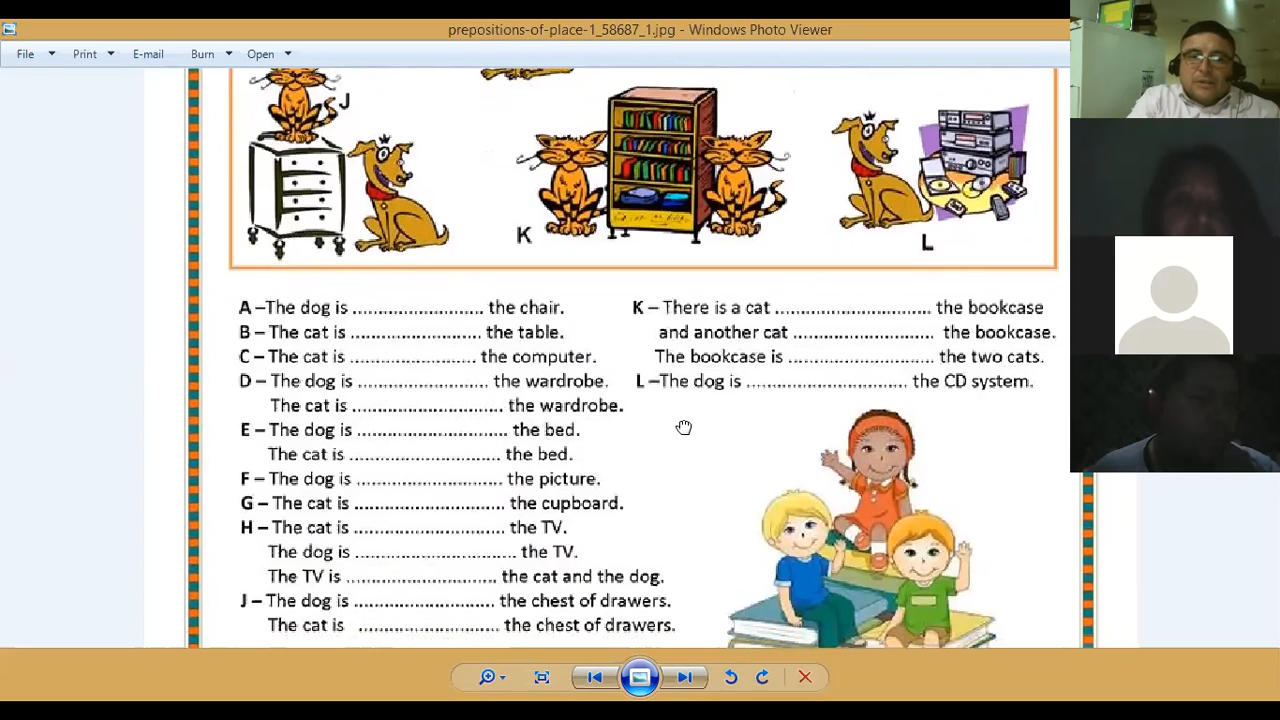 prepositions-of-place-1_58687_1.jpg - Windows Photo Viewer
File Print E-mail Burn Open
J
K
L
A –The dog is ............................ the chair.
B – The cat is ............................ the table.
C – The cat is ........................... the computer.
D – The dog is ............................ the wardrobe.
The cat is ................................ the wardrobe.
E – The dog is ................................ the bed.
The cat is ................................ the bed.
F – The dog is ............................... the picture.
G – The cat is ................................ the cupboard.
H – The cat is ................................ the TV.
The dog is .................................. the TV.
The TV is ................................ the cat and the dog.
J – The dog is .............................. the chest of drawers.
The cat is .............................. the chest of drawers.
K – There is a cat ................................. the bookcase
and another cat .............................. the bookcase.
The bookcase is ............................... the two cats.
L –The dog is .................................. the CD system.